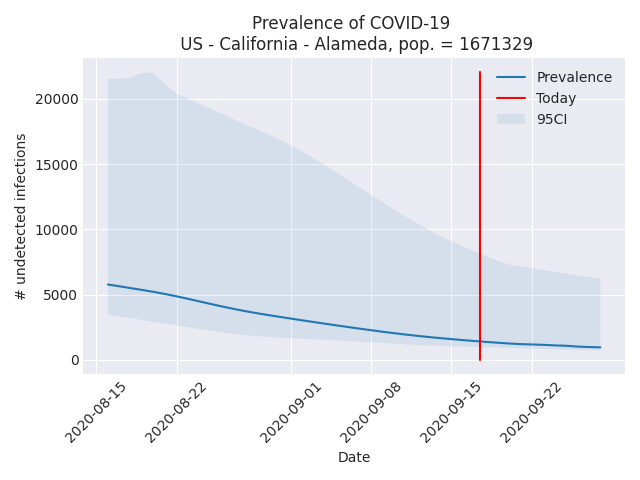 Prevalence of COVID-19
US - California - Alameda, pop. = 1671329
Prevalence
Today
95CI
# undetected infections
20000
15000
10000
5000
0
2020-08-15
2020-08-22
2020-09-01
2020-09-08
2020-09-15
2020-09-22
Date